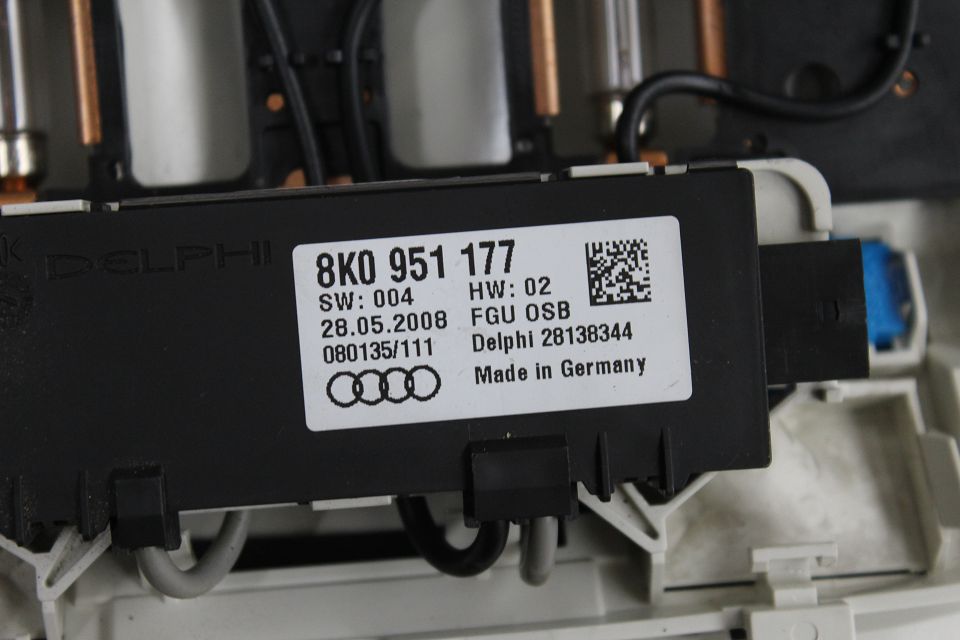 DELPHI
8K0 951 177
SW: 004 HW: 02
28.05.2008 FGU OSB
080135/111 Delphi 28138344
Made in Germany